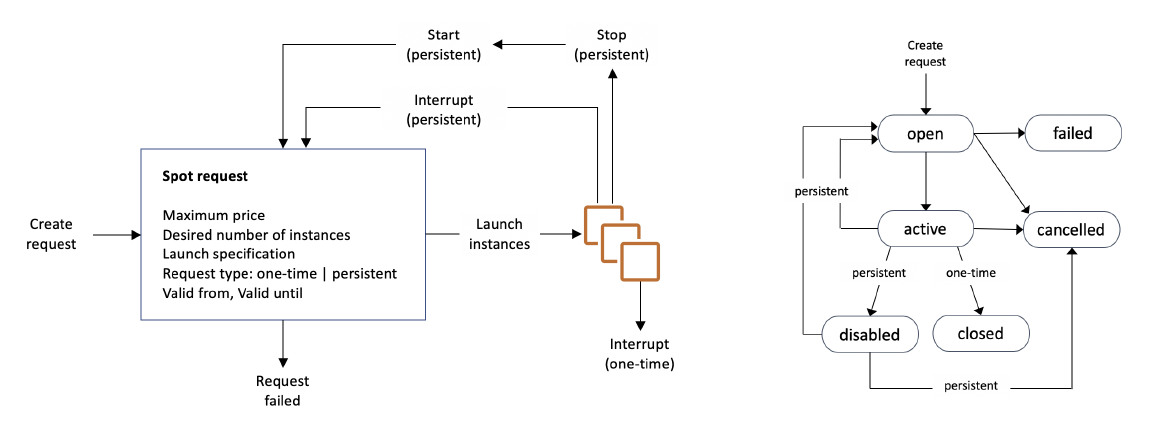 Start
(persistent)
Stop
(persistent)
Interrupt
(persistent)
Spot request
Maximum price
Desired number of instances
Launch specification
Request type: one-time | persistent
Valid from, Valid until
Create
request
Launch
instances
Interrupt
(one-time)
Request
failed
Create
request
open
failed
persistent
active
cancelled
persistent
one-time
disabled
closed
persistent